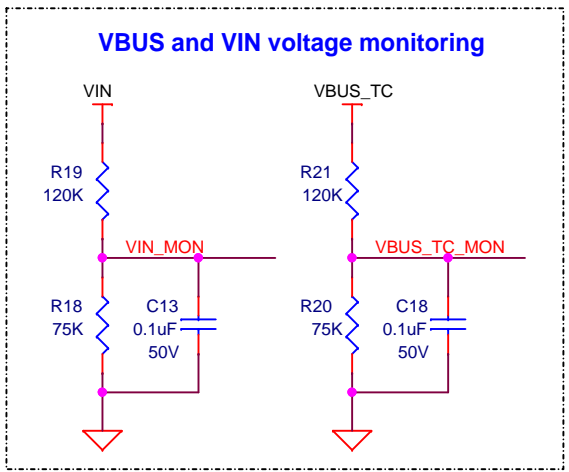 VBUS and VIN voltage monitoring
VIN
VBUS_TC
R19
120K
R21
120K
VIN_MON
VBUS_TC_MON
R18
75K
C13
0.1uF
50V
R20
75K
C18
0.1uF
50V